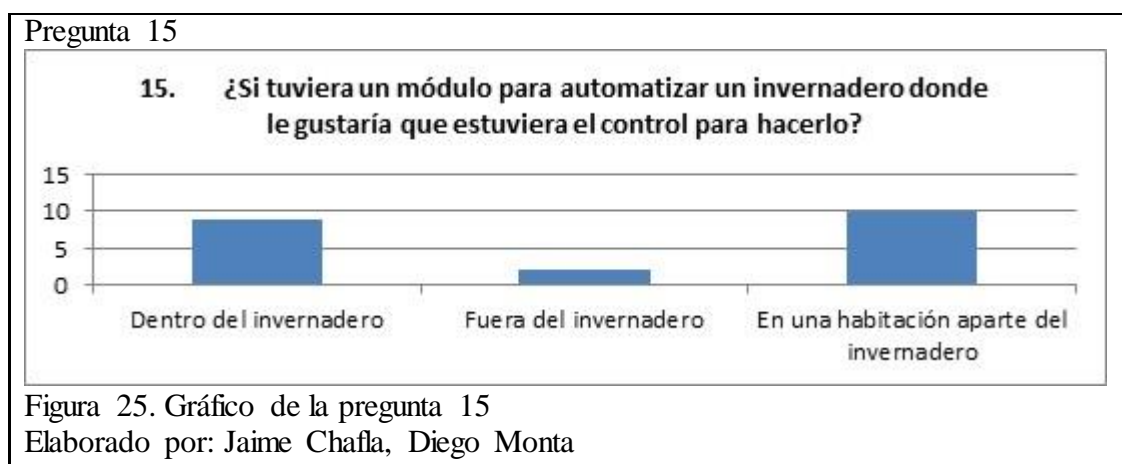 Pregunta 15
15. ¿Si tuviera un módulo para automatizar un invernadero donde
le gustaría que estuviera el control para hacerlo?
15
10
5
0
Dentro del invernadero
Fuera del invernadero
En una habitación aparte del
invernadero
Figura 25. Gráfico de la pregunta 15
Elaborado por: Jaime Chafla, Diego Monta